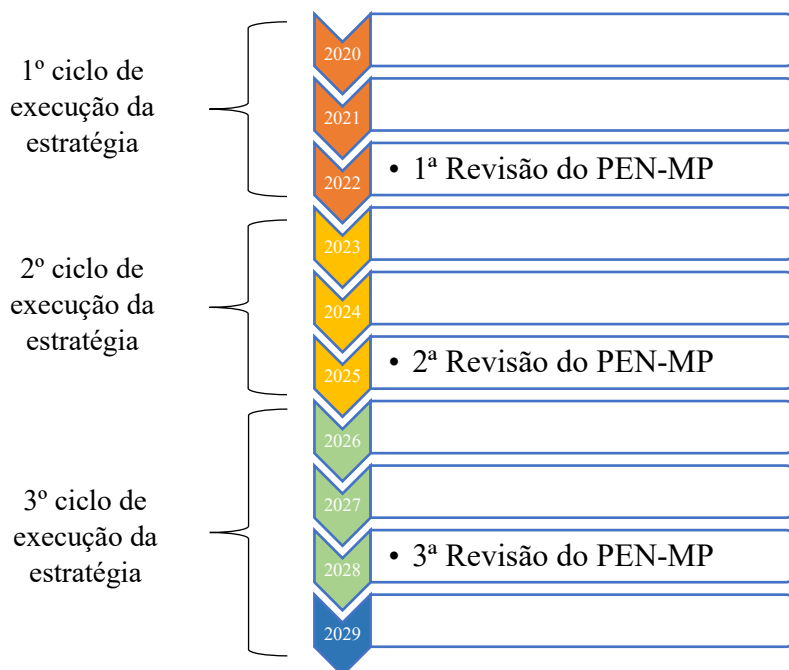 1º ciclo de
execução da
estratégia
2020
2021
2022
• 1ª Revisão do PEN-MP
2º ciclo de
execução da
estratégia
2023
2024
2025
• 2ª Revisão do PEN-MP
3º ciclo de
execução da
estratégia
2026
2027
2028
• 3ª Revisão do PEN-MP
2029